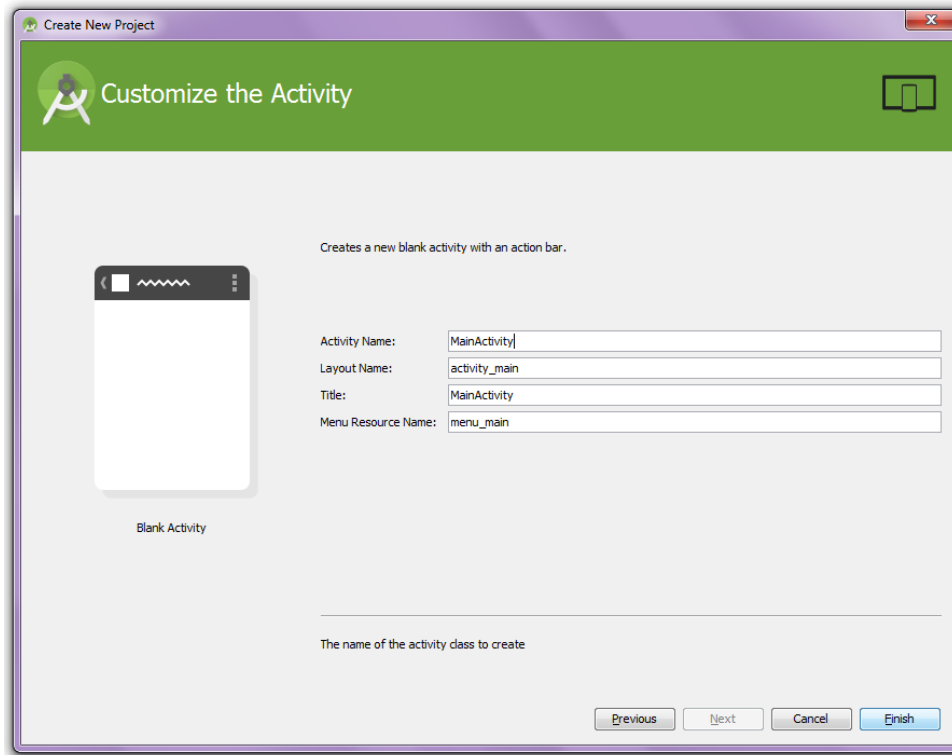 Create New Project
Customize the Activity
Creates a new blank activity with an action bar.
Activity Name: MainActivity
Layout Name: activity_main
Title: MainActivity
Menu Resource Name: menu_main
Blank Activity
The name of the activity class to create
Previous Next Cancel Finish